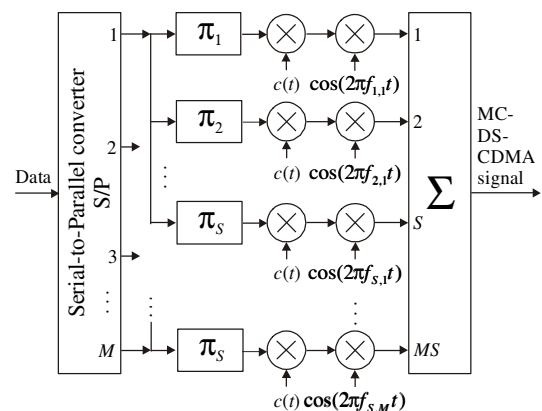 Data
Serial-to-Parallel converter
S/P
1
2
3
M
π1
c(t) cos(2πf1,1t)
π2
c(t) cos(2πf2,1t)
πS
c(t) cos(2πfS,1t)
πS
c(t) cos(2πfS,Mt)
1
2
S
MS
Σ
MC-
DS-
CDMA
signal